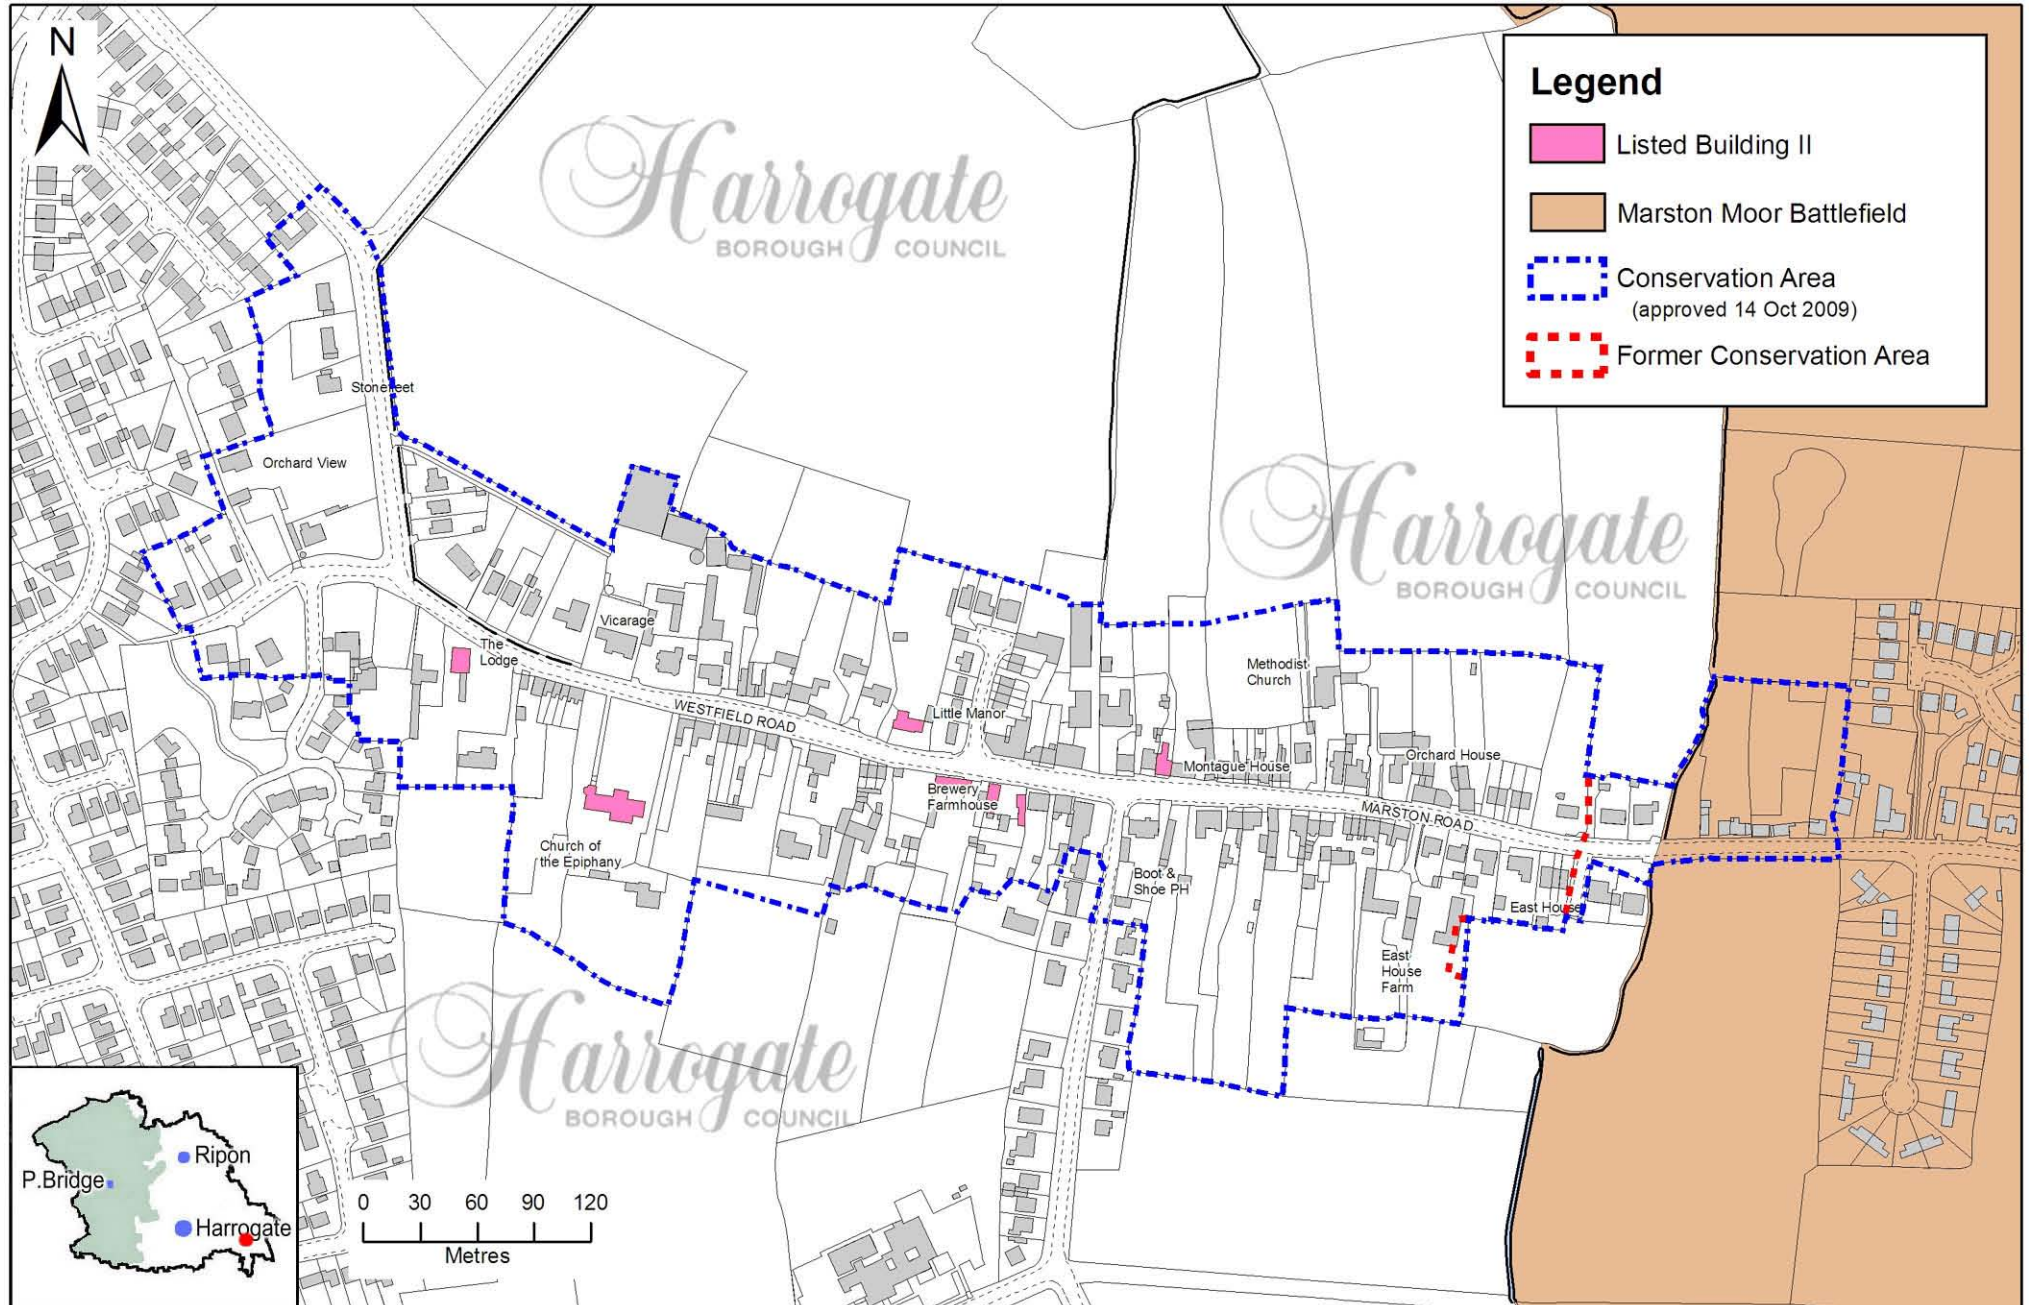 N
Harrogate
BOROUGH COUNCIL
Legend
Listed Building II
Marston Moor Battlefield
Conservation Area
(approved 14 Oct 2009)
Former Conservation Area
Orchard View
Harrogate
BOROUGH COUNCIL
Vicarage
The
Lodge
Methodist
Church
Little Manor
WESTFIELD ROAD
Montague House
Orchard House
Brewery
Farmhouse
MARSTON ROAD
Church of
the Epiphany
Boot &
Shoe PH
East House
East
House
Farm
Harrogate
BOROUGH COUNCIL
Ripon
P.Bridge
Harrogate
0 30 60 90 120
Metres